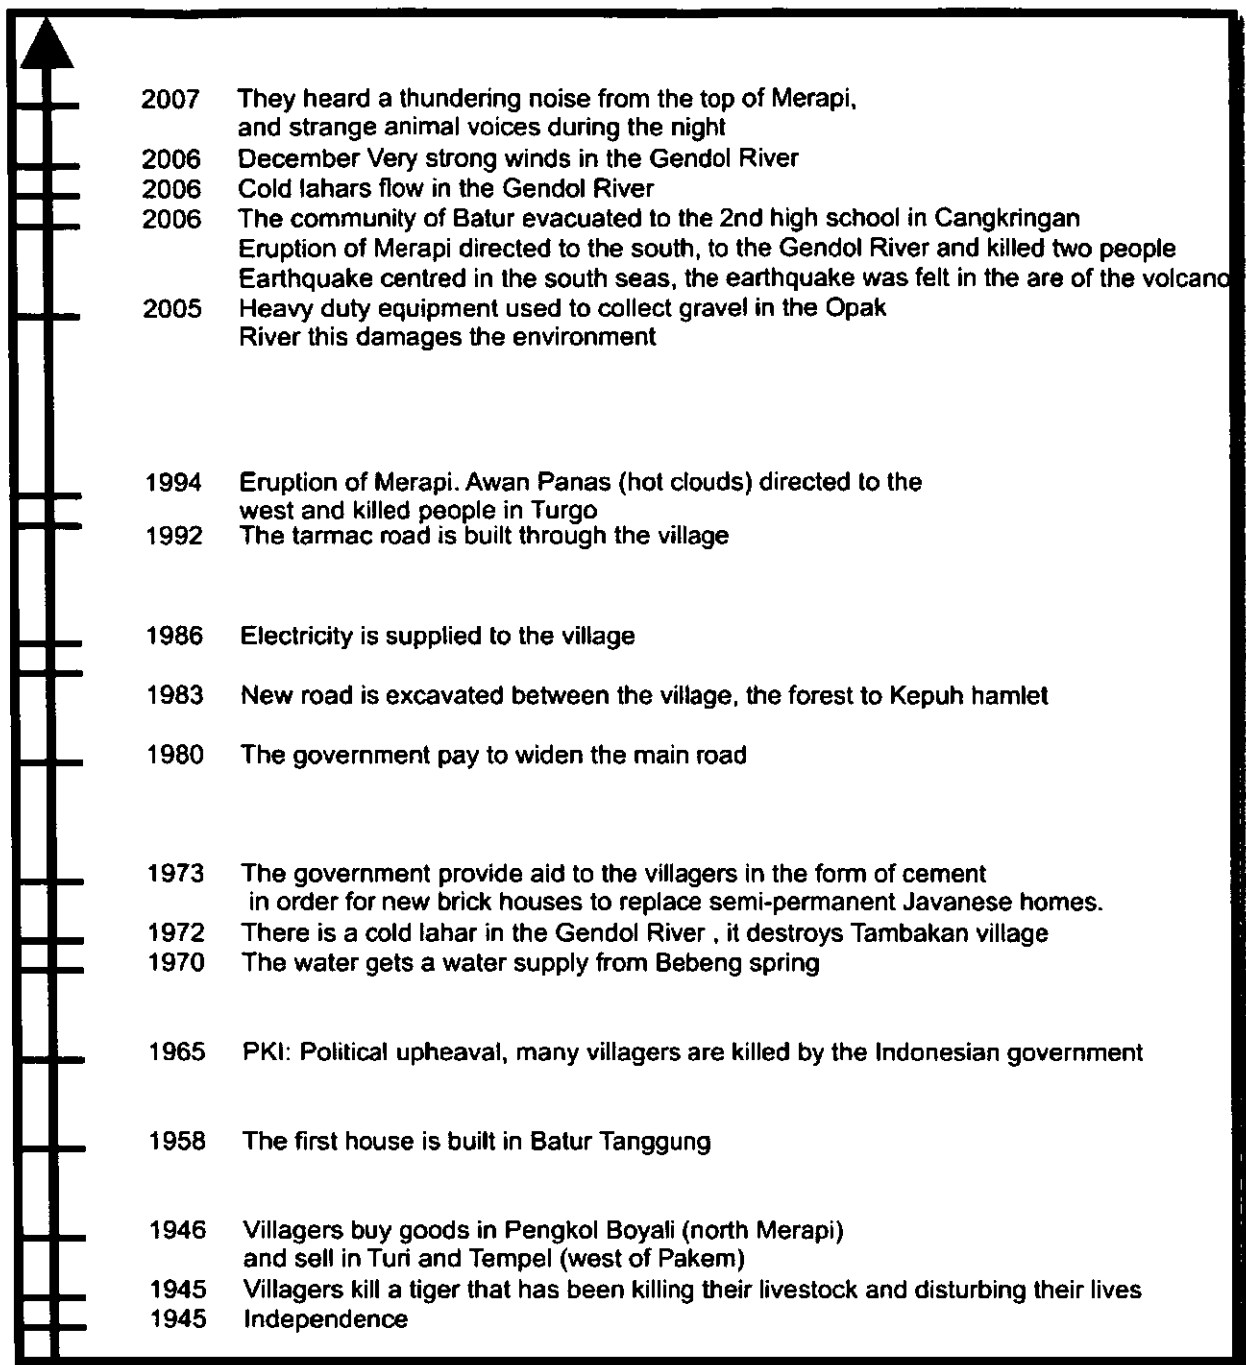 2007 They heard a thundering noise from the top of Merapi,
and strange animal voices during the night
2006 December Very strong winds in the Gendol River
2006 Cold lahars flow in the Gendol River
2006 The community of Batur evacuated to the 2nd high school in Cangkringan
Eruption of Merapi directed to the south, to the Gendol River and killed two people
Earthquake centred in the south seas, the earthquake was felt in the are of the volcano
2005 Heavy duty equipment used to collect gravel in the Opak
River this damages the environment
1994 Eruption of Merapi. Awan Panas (hot clouds) directed to the
west and killed people in Turgo
1992 The tarmac road is built through the village
1986 Electricity is supplied to the village
1983 New road is excavated between the village, the forest to Kepuh hamlet
1980 The government pay to widen the main road
1973 The government provide aid to the villagers in the form of cement
in order for new brick houses to replace semi-permanent Javanese homes.
1972 There is a cold lahar in the Gendol River , it destroys Tambakan village
1970 The water gets a water supply from Bebeng spring
1965 PKI: Political upheaval, many villagers are killed by the Indonesian government
1958 The first house is built in Batur Tanggung
1946 Villagers buy goods in Pengkol Boyali (north Merapi)
and sell in Turi and Tempel (west of Pakem)
1945 Villagers kill a tiger that has been killing their livestock and disturbing their lives
1945 Independence